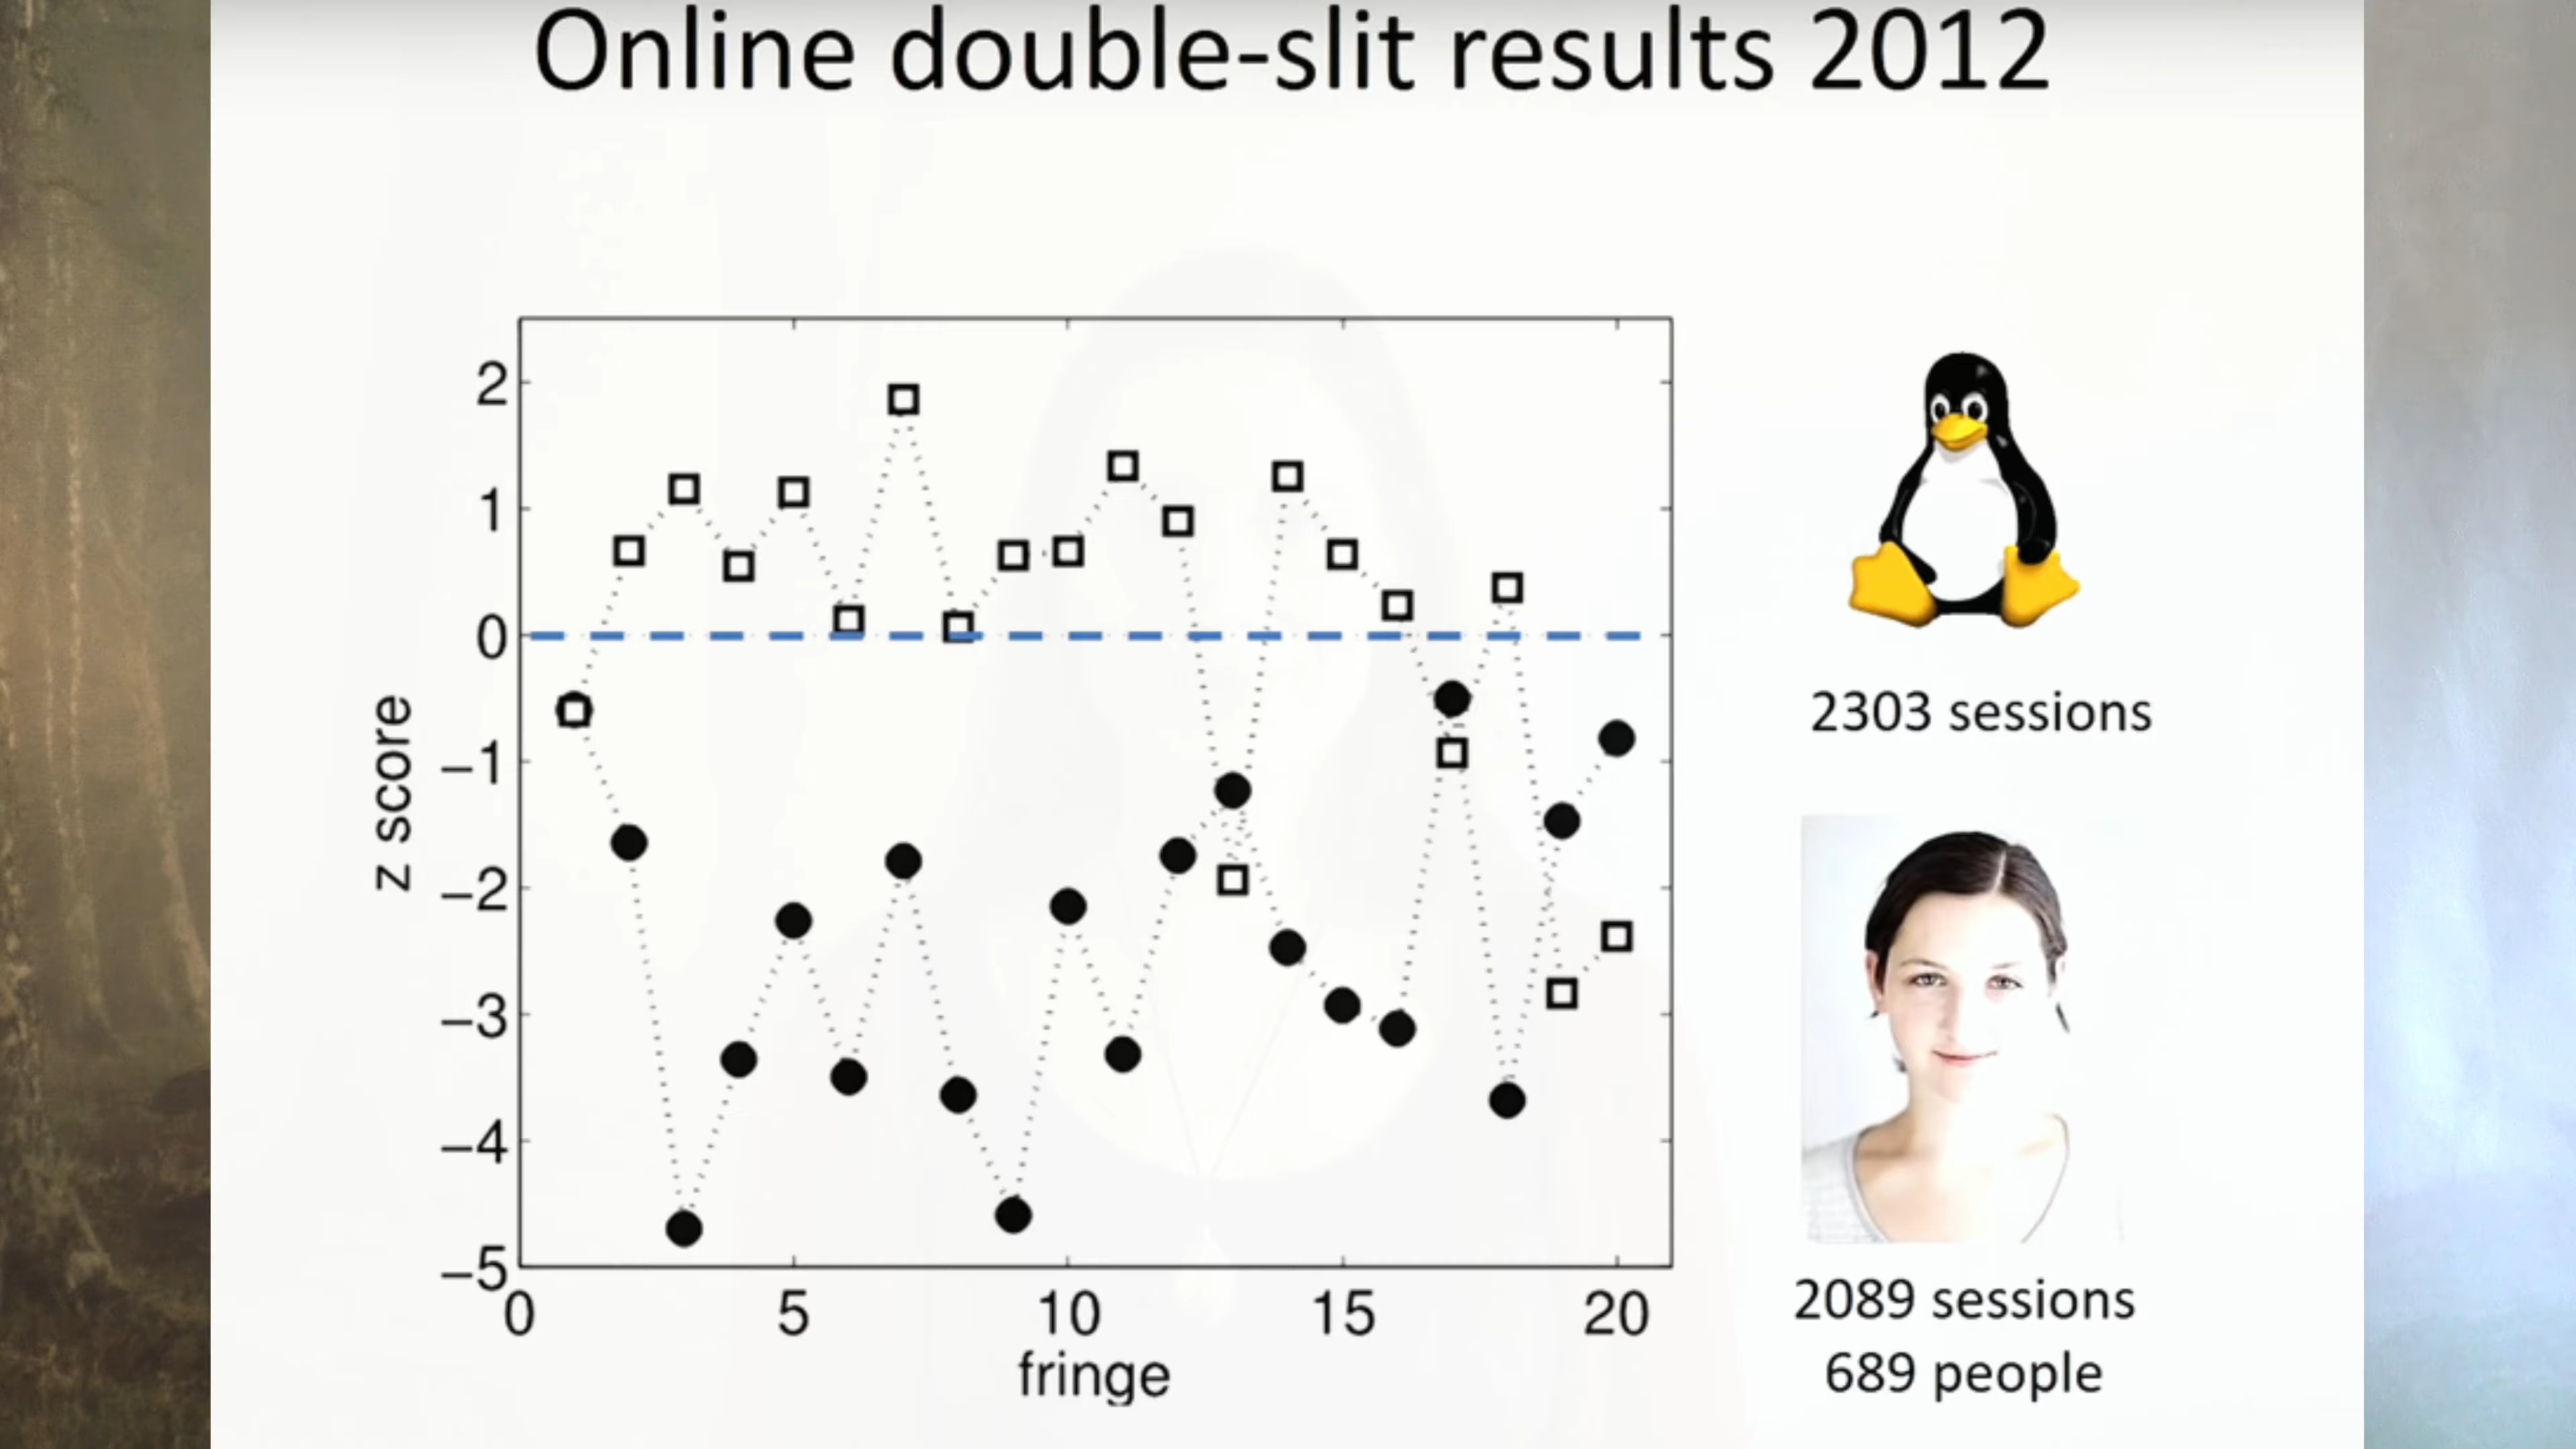 Online double-slit results 2012
2
1
0
−1
−2
−3
−4
−5
z score
0 5 10 15 20
fringe
2303 sessions
2089 sessions
689 people